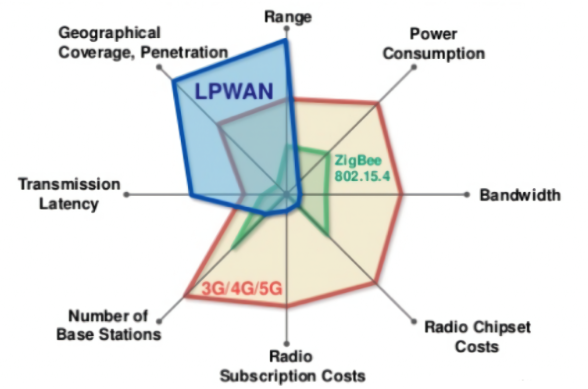 Range
Geographical
Coverage, Penetration
Power
Consumption
LPWAN
ZigBee
802.15.4
Transmission
Latency
Bandwidth
3G/4G/5G
Number of
Base Stations
Radio Chipset
Costs
Radio
Subscription Costs